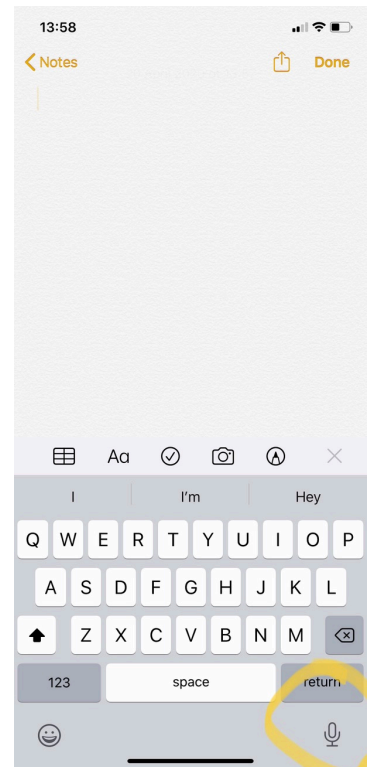 13:58
Notes
Done
Aa
I I'm Hey
Q W E R T Y U I O P
A S D F G H J K L
Z X C V B N M
123 space return